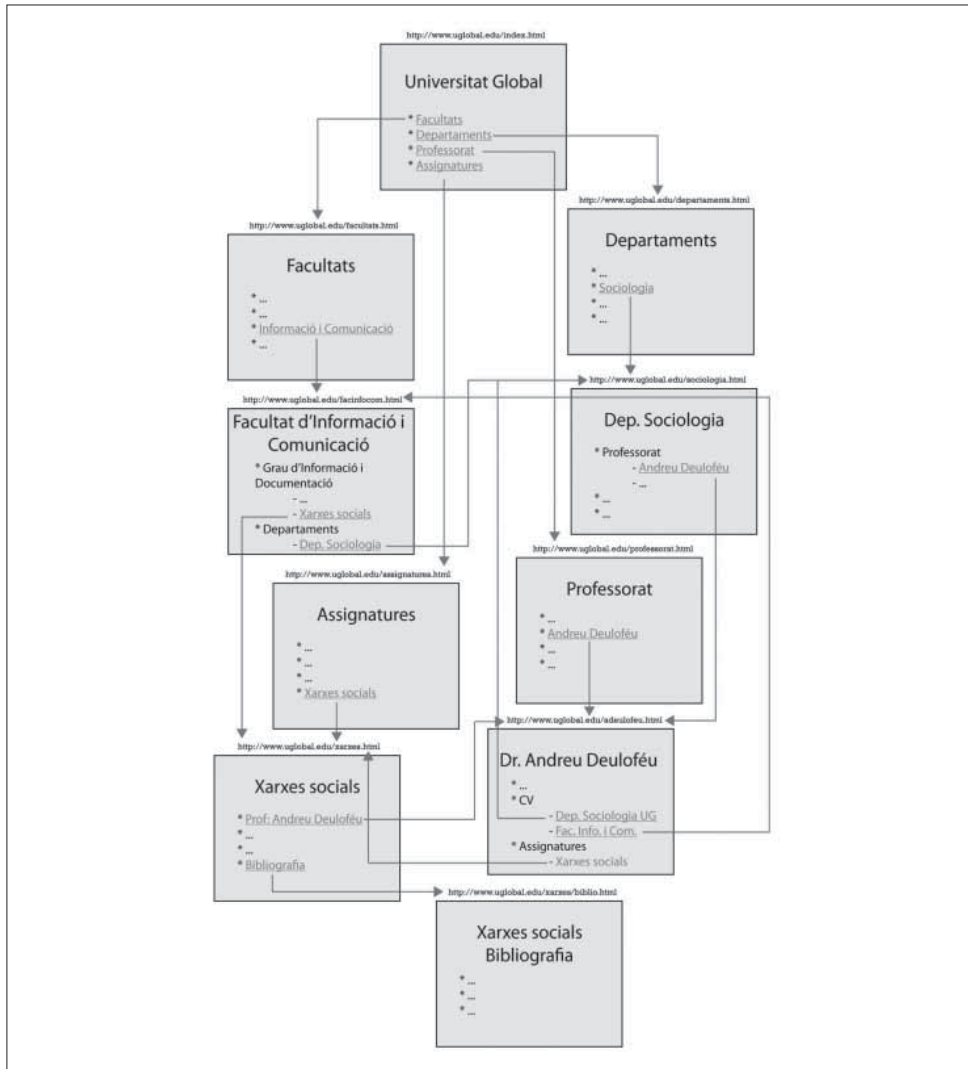 http://www.uglobal.edu/index.html
Universitat Global
* Facultats
* Departaments
* Professorat
* Assignatures
http://www.uglobal.edu/facultats.html
Facultats
* ...
* ...
* Informació i Comunicació
* ...
http://www.uglobal.edu/departaments.html
Departaments
* ...
* Sociologia
* ...
* ...
http://www.uglobal.edu/facinfocom.html
Facultat d'Informació i
Comunicació
* Grau d'Informació i
Documentació
- ...
- Xarxes socials
* Departaments
- Dep. Sociologia
http://www.uglobal.edu/sociologia.html
Dep. Sociologia
* Professorat
- Andreu Deuloféu
- ...
* ...
* ...
http://www.uglobal.edu/assignatures.html
Assignatures
* ...
* ...
* ...
* Xarxes socials
http://www.uglobal.edu/professorat.html
Professorat
* ...
* Andreu Deuloféu
* ...
* ...
http://www.uglobal.edu/xarxes.html
Xarxes socials
* Prof: Andreu Deuloféu
* ...
* ...
* Bibliografia
http://www.uglobal.edu/adeulofeu.html
Dr. Andreu Deuloféu
* ...
* CV
- Dep. Sociologia UG
- Fac. Info. i Com.
* Assignatures
- Xarxes socials
http://www.uglobal.edu/xarxes/biblio.html
Xarxes socials
Bibliografia
* ...
* ...
* ...